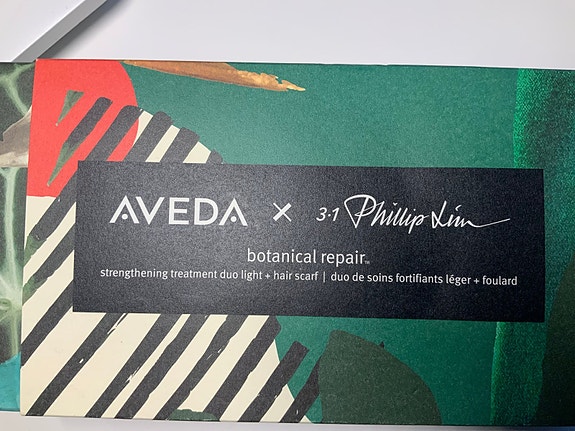 AVEDA × 3·1 Phillip Lim
botanical repair™
strengthening treatment duo light + hair scarf | duo de soins fortifiants léger + foulard